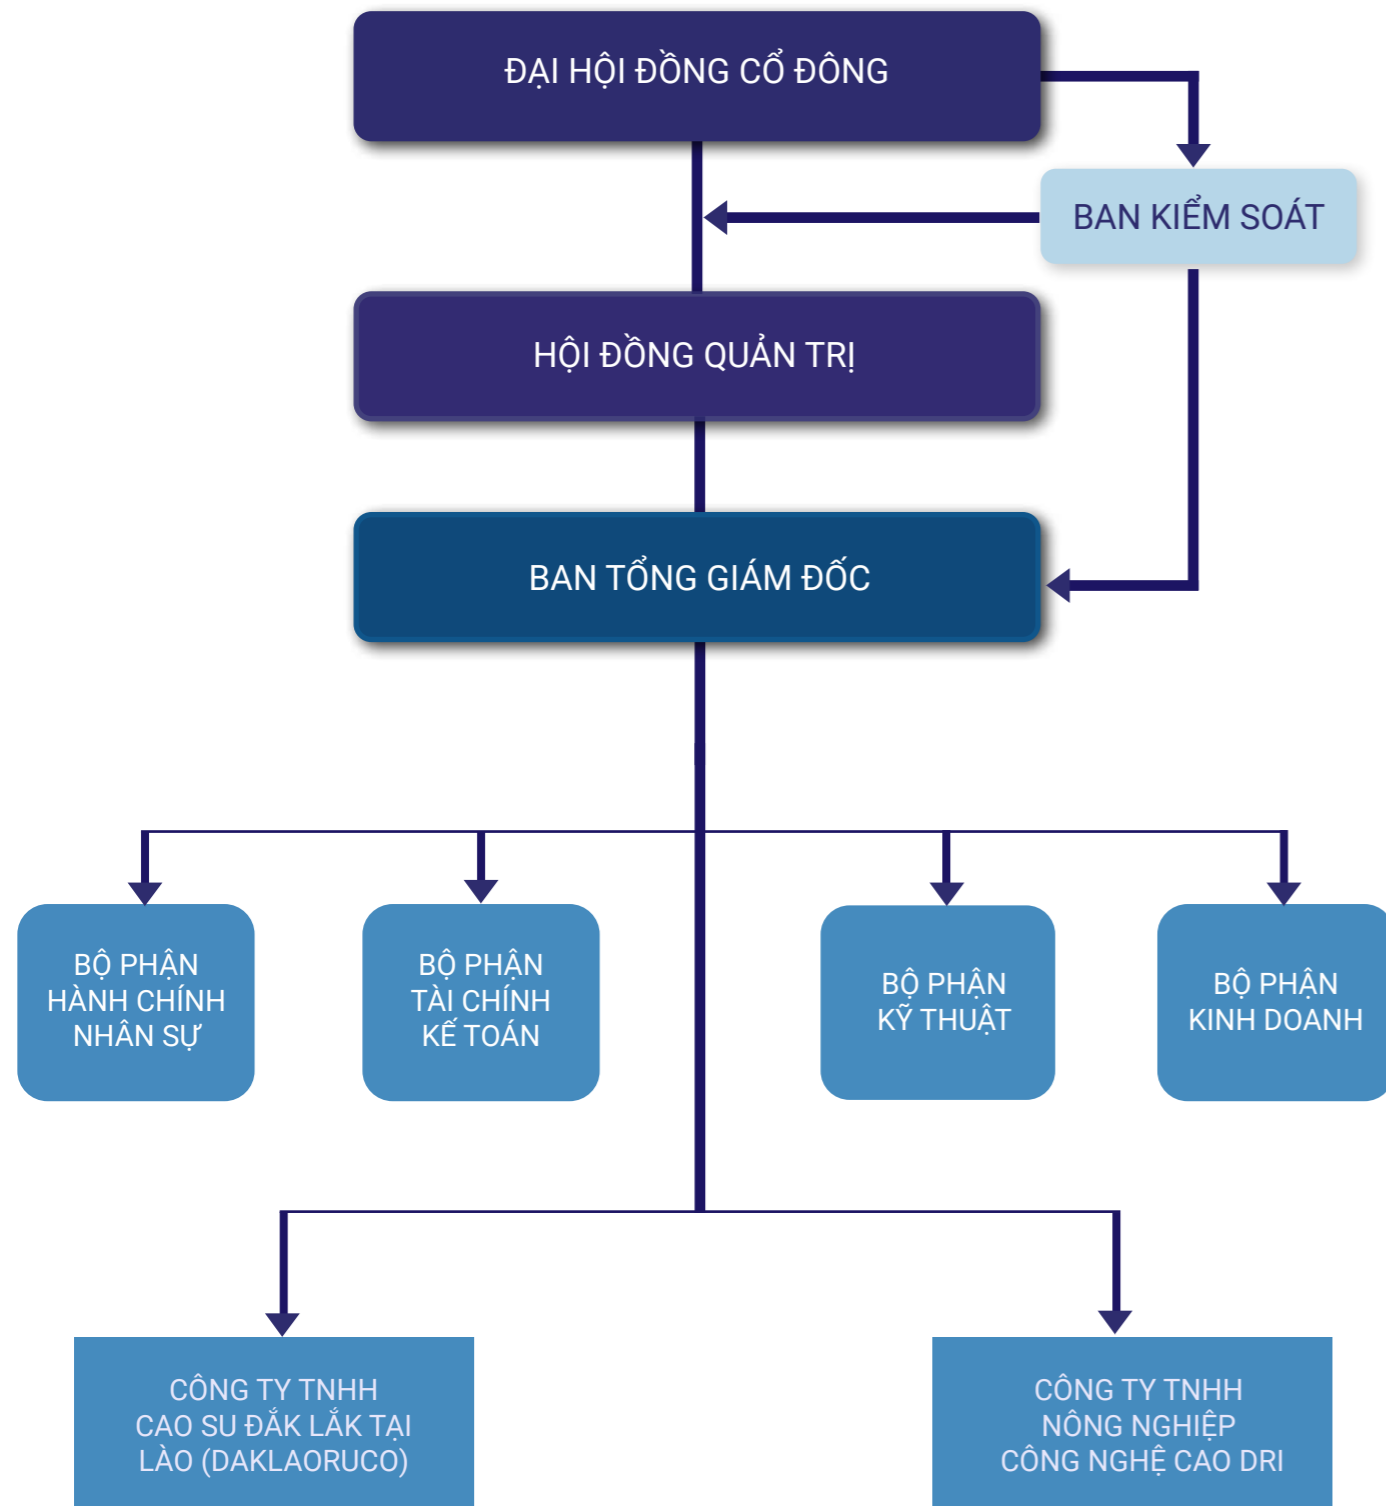 ĐẠI HỘI ĐỒNG CỔ ĐÔNG
BAN KIỂM SOÁT
HỘI ĐỒNG QUẢN TRỊ
BAN TỔNG GIÁM ĐỐC
BỘ PHẬN
HÀNH CHÍNH
NHÂN SỰ
BỘ PHẬN
TÀI CHÍNH
KẾ TOÁN
BỘ PHẬN
KỸ THUẬT
BỘ PHẬN
KINH DOANH
CÔNG TY TNHH
CAO SU ĐẮK LẮK TẠI
LÀO (DAKLAORUCO)
CÔNG TY TNHH
NÔNG NGHIỆP
CÔNG NGHỆ CAO DRI